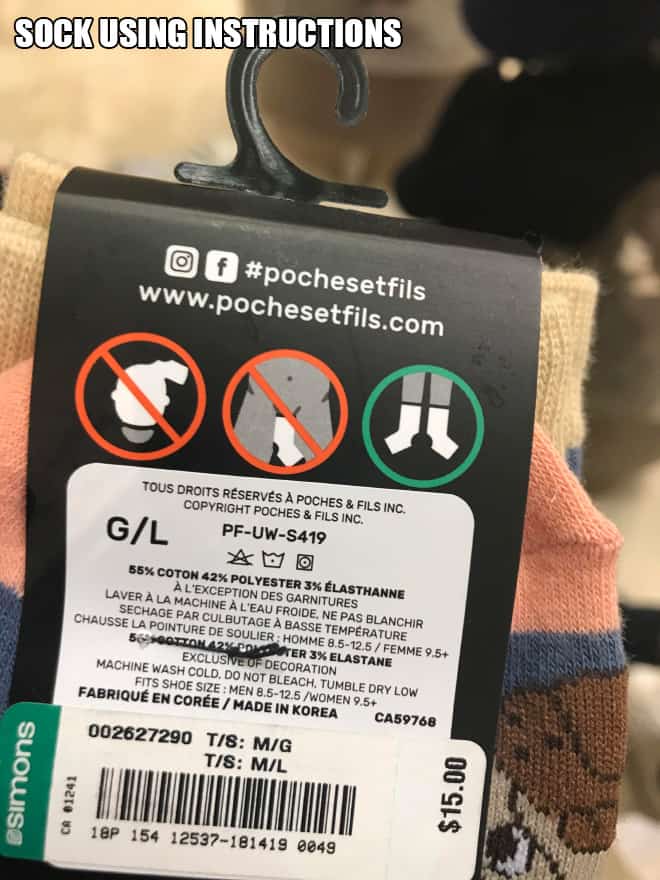 SOCK USING INSTRUCTIONS
f #pochesetfils
www.pochesetfils.com
TOUS DROITS RÉSERVÉS À POCHES & FILS INC.
COPYRIGHT POCHES & FILS INC.
G/L PF-UW-S419
55% COTON 42% POLYESTER 3% ÉLASTHANNE
À L'EXCEPTION DES GARNITURES
LAVER À LA MACHINE À L'EAU FROIDE, NE PAS BLANCHIR
SECHAGE PAR CULBUTAGE À BASSE TEMPÉRATURE
CHAUSSE LA POINTURE DE SOULIER : HOMME 8.5-12.5 / FEMME 9.5+
COTTON 42% 3% ELASTANE
EXCLUSIVE OF DECORATION
MACHINE WASH COLD, DO NOT BLEACH, TUMBLE DRY LOW
FITS SHOE SIZE : MEN 8.5-12.5 /WOMEN 9.5+
FABRIQUÉ EN CORÉE / MADE IN KOREA CA59768
simons
CA 01241
002627290 T/S: M/G
T/S: M/L
18P 154 12537-181419 0049
$15.00